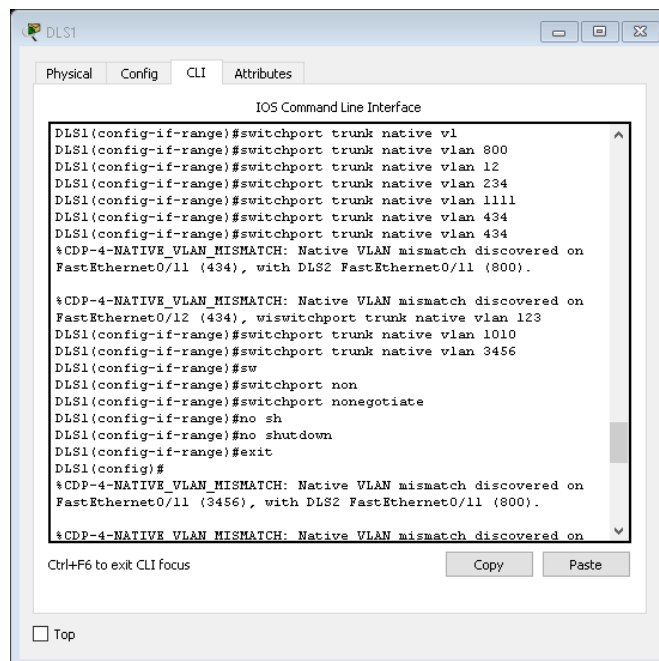 DLS1
Physical Config CLI Attributes
IOS Command Line Interface
DLS1(config-if-range)#switchport trunk native vl
DLS1(config-if-range)#switchport trunk native vlan 800
DLS1(config-if-range)#switchport trunk native vlan 12
DLS1(config-if-range)#switchport trunk native vlan 234
DLS1(config-if-range)#switchport trunk native vlan 1111
DLS1(config-if-range)#switchport trunk native vlan 434
DLS1(config-if-range)#switchport trunk native vlan 434
%CDP-4-NATIVE_VLAN_MISMATCH: Native VLAN mismatch discovered on
FastEthernet0/11 (434), with DLS2 FastEthernet0/11 (800).
%CDP-4-NATIVE_VLAN_MISMATCH: Native VLAN mismatch discovered on
FastEthernet0/12 (434), wiswitchport trunk native vlan 123
DLS1(config-if-range)#switchport trunk native vlan 1010
DLS1(config-if-range)#switchport trunk native vlan 3456
DLS1(config-if-range)#sw
DLS1(config-if-range)#switchport non
DLS1(config-if-range)#switchport nonegotiate
DLS1(config-if-range)#no sh
DLS1(config-if-range)#no shutdown
DLS1(config-if-range)#exit
DLS1(config)#
%CDP-4-NATIVE_VLAN_MISMATCH: Native VLAN mismatch discovered on
FastEthernet0/11 (3456), with DLS2 FastEthernet0/11 (800).
%CDP-4-NATIVE_VLAN_MISMATCH: Native VLAN mismatch discovered on
Ctrl+F6 to exit CLI focus
Copy Paste
Top